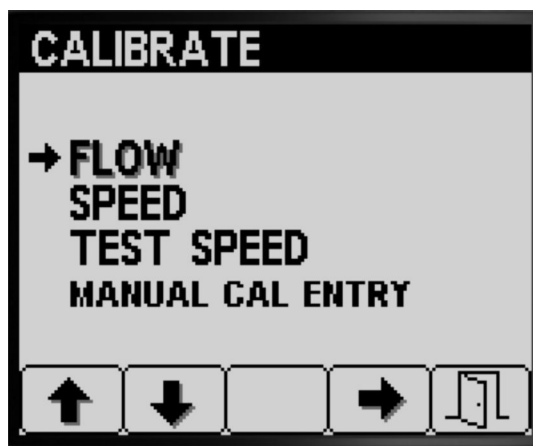 CALIBRATE
FLOW
SPEED
TEST SPEED
MANUAL CAL ENTRY